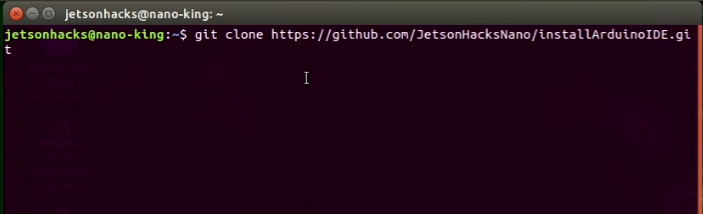 jetsonhacks@nano-king: ~
jetsonhacks@nano-king:~$ git clone https://github.com/JetsonHacksNano/installArduinoIDE.gi
t